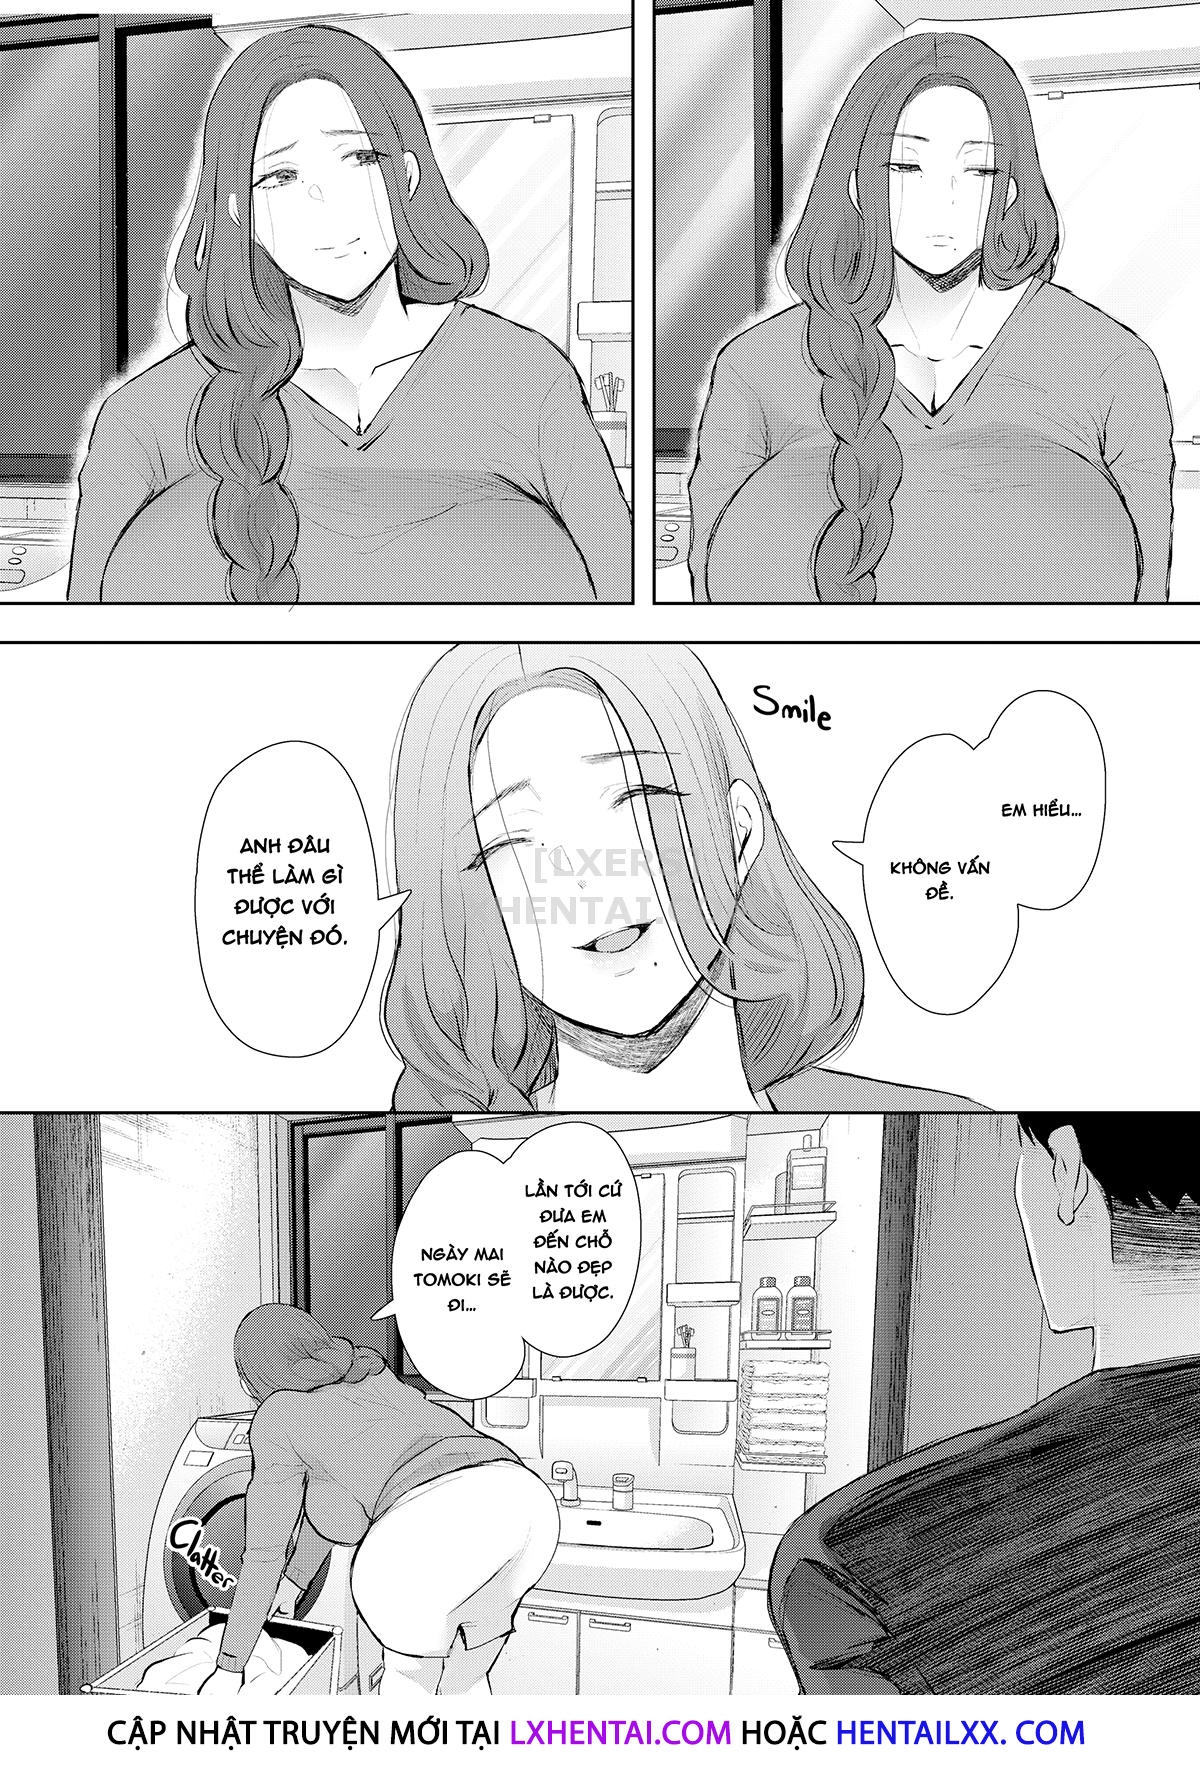 Smile
EM HIỂU...
KHÔNG VẤN
ĐỀ.
ANH ĐÂU
THỂ LÀM GÌ
ĐƯỢC VỚI
CHUYỆN ĐÓ.
[LXERS
XHENTAI.XX
LẦN TỚI CỨ
ĐƯA EM
ĐẾN CHỖ
NÀO ĐẸP
LÀ ĐƯỢC.
NGÀY MAI
TOMOKI SẼ
ĐI...
Clatter
CẬP NHẬT TRUYỆN MỚI TẠI LXHENTAI.COM HOẶC HENTAILXX. COM